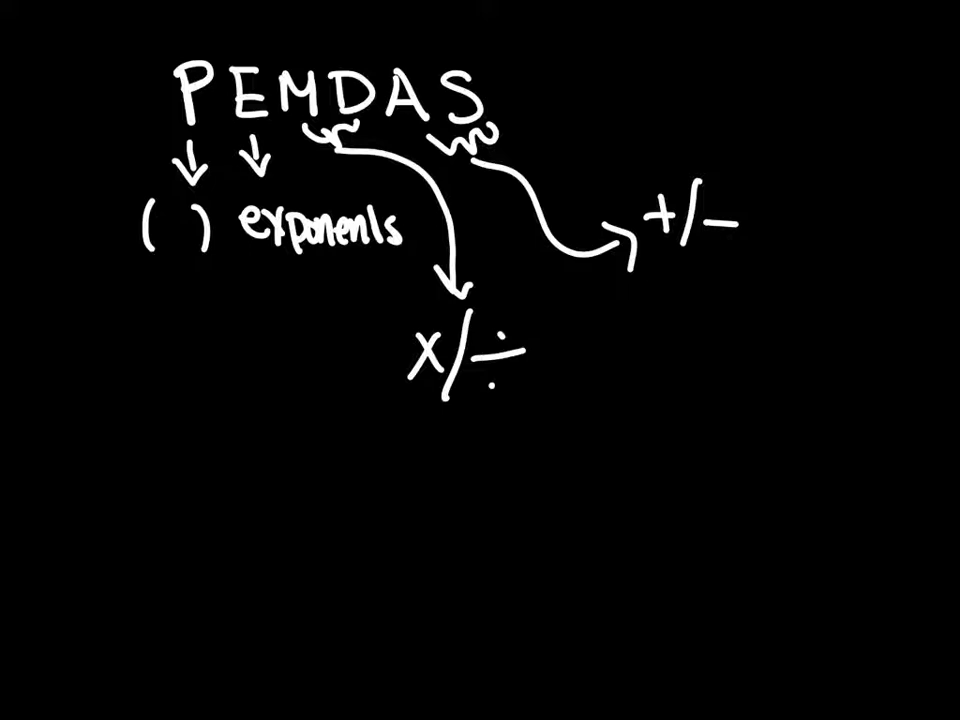 PEMDAS
( ) exponents +/−
x/÷